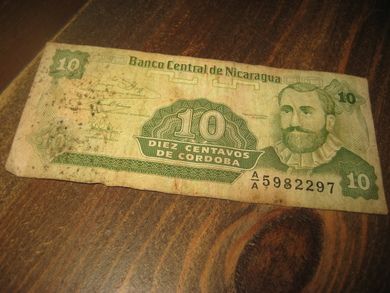 Banco Central de Nicaragua
10
10
10
DIEZ CENTAVOS
DE CORDOBA
A/A 5982297
10